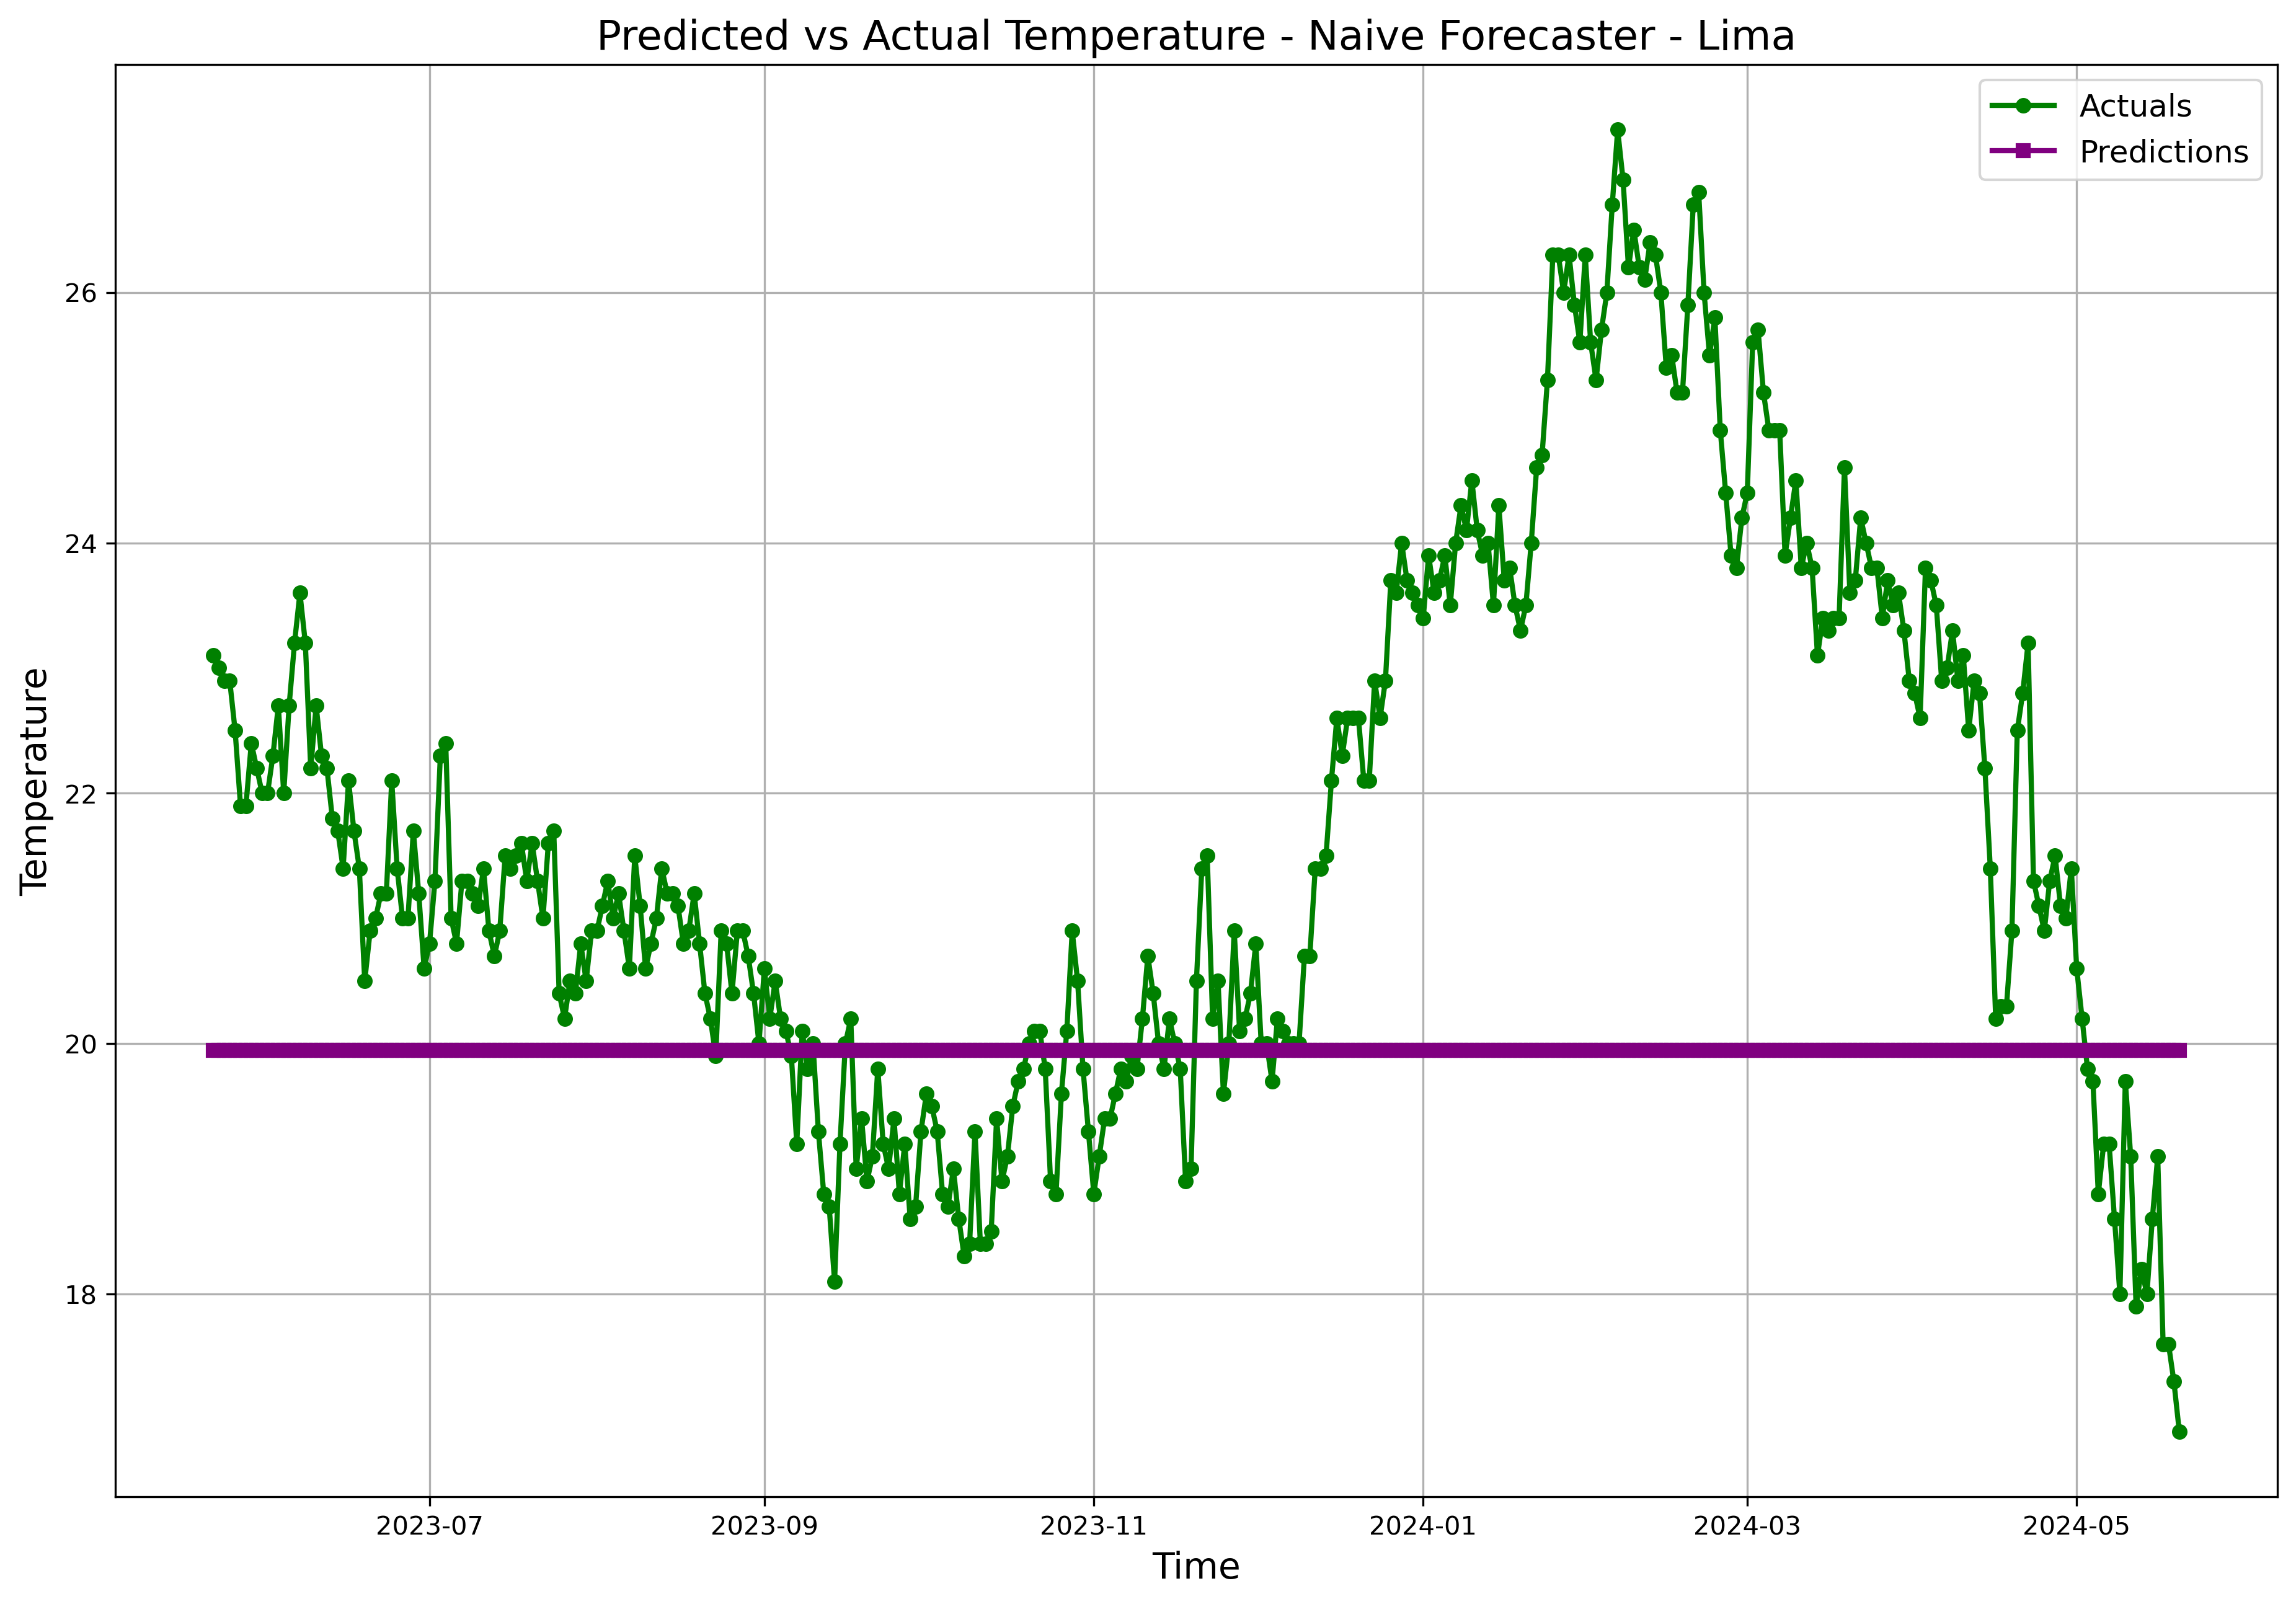 Predicted vs Actual Temperature - Naive Forecaster - Lima
Actuals
Predictions
Temperature
26
24
22
20
18
2023-07
2023-09
2023-11
2024-01
2024-03
2024-05
Time